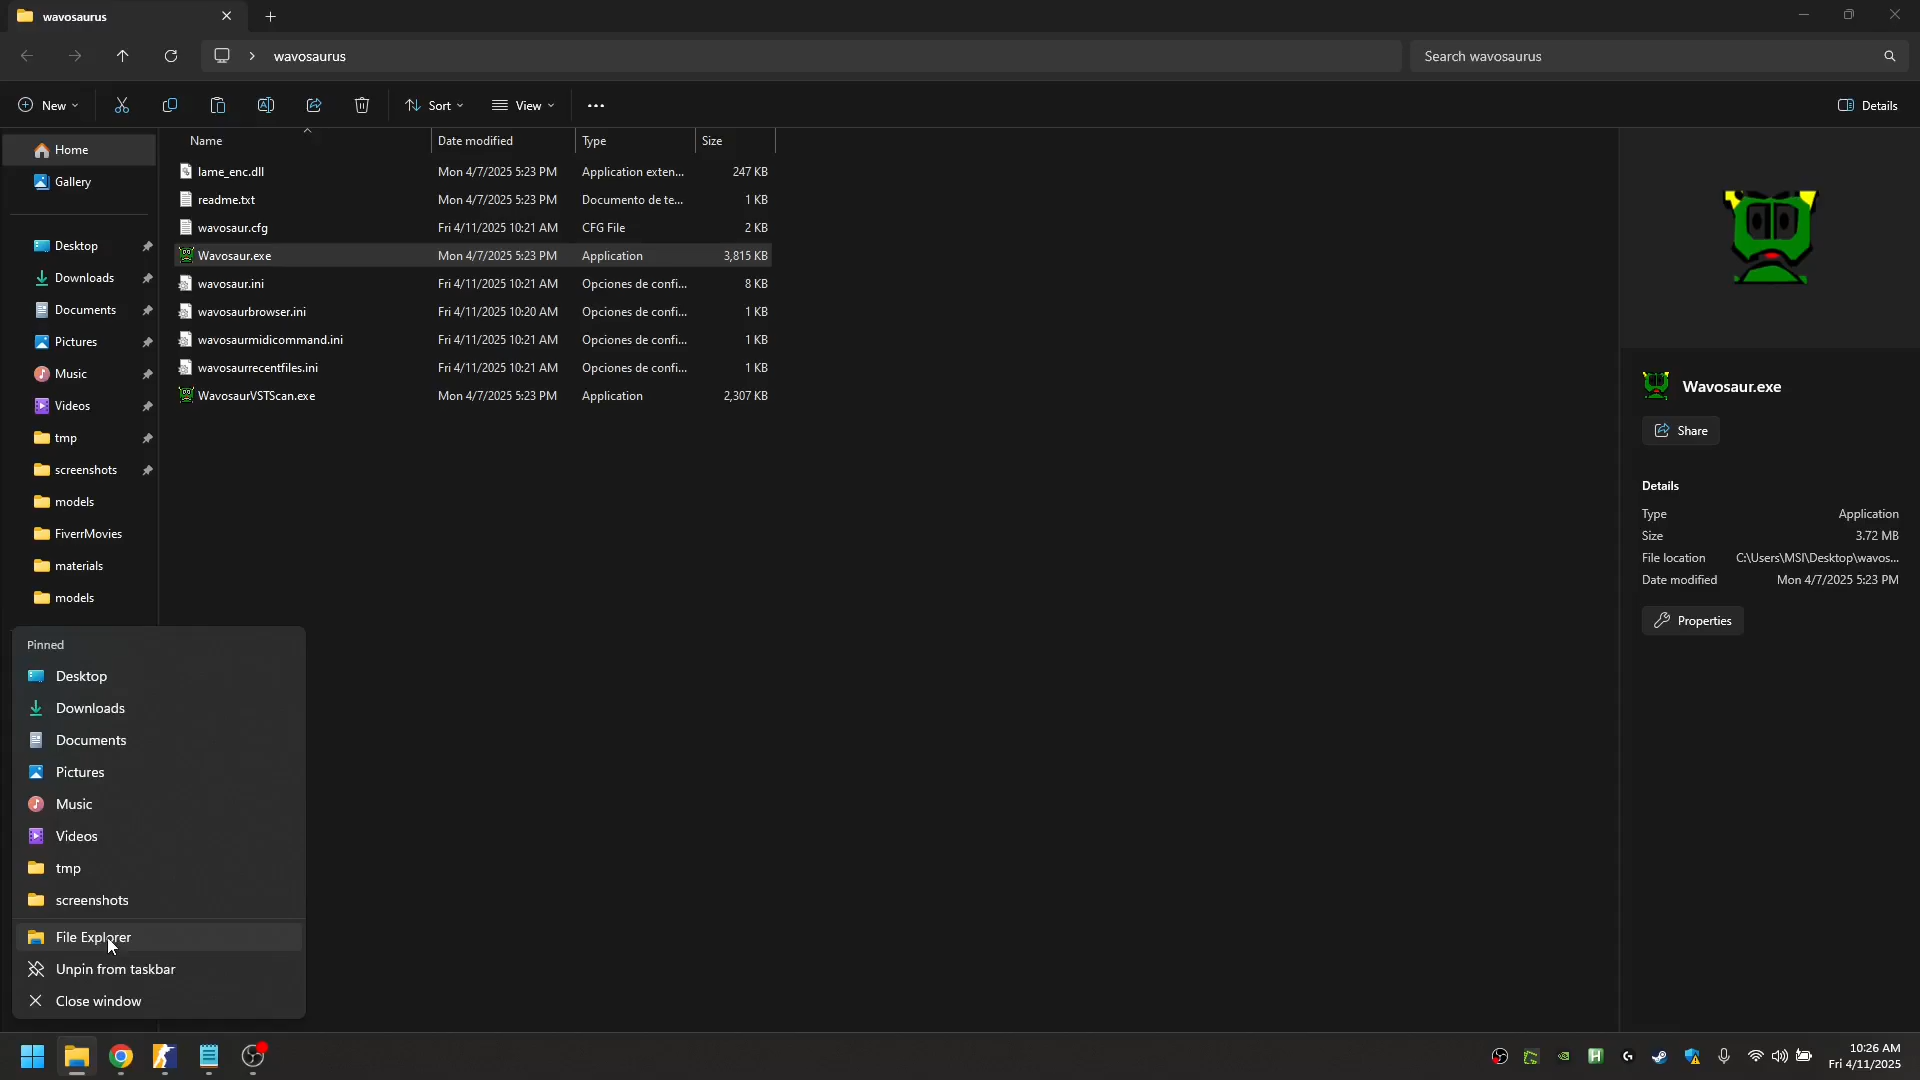 wavosaurus
wavosaurus
Search wavosaurus
New
Sort
View
Details
Home
Gallery
Desktop
Downloads
Documents
Pictures
Music
Videos
tmp
screenshots
models
FiverrMovies
materials
models
Name Date modified Type Size
lame_enc.dll Mon 4/7/2025 5:23 PM Application exten... 247 KB
readme.txt Mon 4/7/2025 5:23 PM Documento de te... 1 KB
wavosaur.cfg Fri 4/11/2025 10:21 AM CFG File 2 KB
Wavosaur.exe Mon 4/7/2025 5:23 PM Application 3,815 KB
wavosaur.ini Fri 4/11/2025 10:21 AM Opciones de confi... 8 KB
wavosaurbrowser.ini Fri 4/11/2025 10:20 AM Opciones de confi... 1 KB
wavosaurmidicommand.ini Fri 4/11/2025 10:21 AM Opciones de confi... 1 KB
wavosaurrecentfiles.ini Fri 4/11/2025 10:21 AM Opciones de confi... 1 KB
WavosaurVSTScan.exe Mon 4/7/2025 5:23 PM Application 2,307 KB
Wavosaur.exe
Share
Details
Type Application
Size 3.72 MB
File location C:\Users\MSI\Desktop\wavos...
Date modified Mon 4/7/2025 5:23 PM
Properties
Pinned
Desktop
Downloads
Documents
Pictures
Music
Videos
tmp
screenshots
File Explorer
Unpin from taskbar
Close window
10:26 AM
Fri 4/11/2025